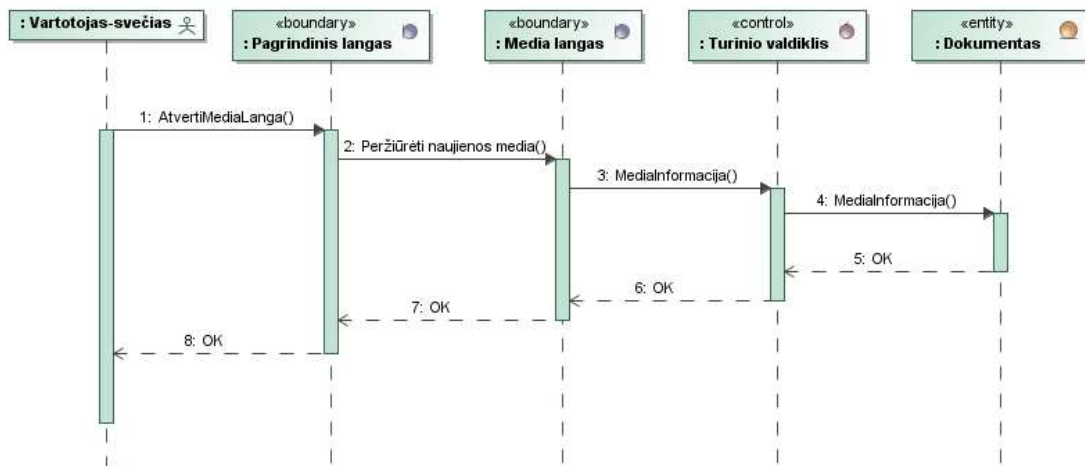 : Vartotojas-svečias
«boundary»
: Pagrindinis langas
«boundary»
: Media langas
«control»
: Turinio valdiklis
«entity»
: Dokumentas
1: AtvertiMediaLanga()
2: Peržiūrėti naujienos media()
3: MediaInformacija()
4: MediaInformacija()
5: OK
6: OK
7: OK
8: OK